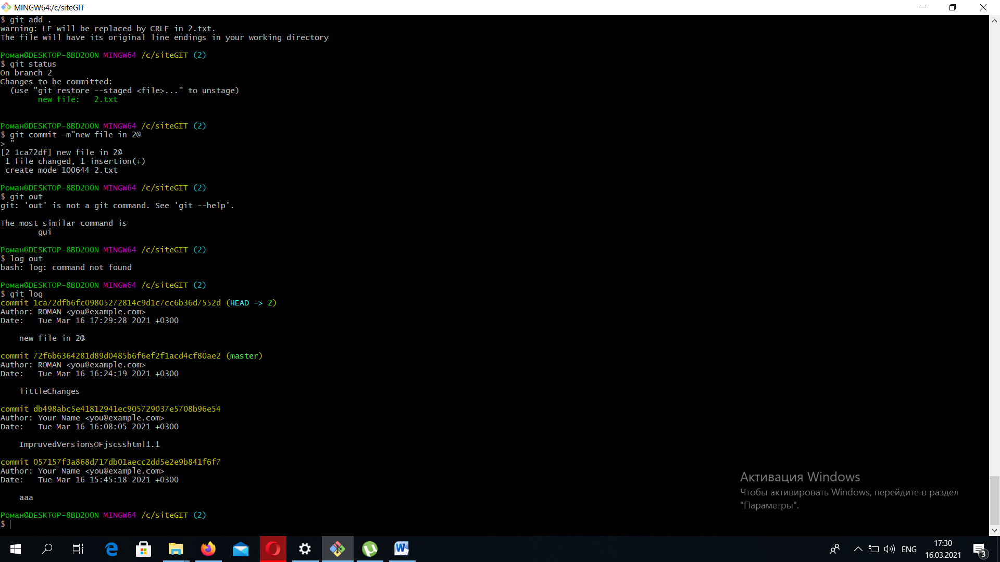 MINGW64:/c/siteGIT
$ git add .
warning: LF will be replaced by CRLF in 2.txt.
The file will have its original line endings in your working directory
Роман@DESKTOP-8BD2O0N MINGW64 /c/siteGIT (2)
$ git status
On branch 2
Changes to be committed:
  (use "git restore --staged <file>..." to unstage)
        new file:   2.txt
Роман@DESKTOP-8BD2O0N MINGW64 /c/siteGIT (2)
$ git commit -m"new file in 2@
> "
[2 1ca72df] new file in 2@
 1 file changed, 1 insertion(+)
 create mode 100644 2.txt
Роман@DESKTOP-8BD2O0N MINGW64 /c/siteGIT (2)
$ git out
git: 'out' is not a git command. See 'git --help'.
The most similar command is
        gui
Роман@DESKTOP-8BD2O0N MINGW64 /c/siteGIT (2)
$ log out
bash: log: command not found
Роман@DESKTOP-8BD2O0N MINGW64 /c/siteGIT (2)
$ git log
commit 1ca72dfb6fc09805272814c9d1c7cc6b36d7552d (HEAD -> 2)
Author: ROMAN <you@example.com>
Date:   Tue Mar 16 17:29:28 2021 +0300
    new file in 2@
commit 72f6b6364281d89d0485b6f6ef2f1acd4cf80ae2 (master)
Author: ROMAN <you@example.com>
Date:   Tue Mar 16 16:24:19 2021 +0300
    littleChanges
commit db498abc5e41812941ec905729037e5708b96e54
Author: Your Name <you@example.com>
Date:   Tue Mar 16 16:08:05 2021 +0300
    ImpruvedVersionsOFjscsshtml1.1
commit 057157f3a868d717db01aecc2dd5e2e9b841f6f7
Author: Your Name <you@example.com>
Date:   Tue Mar 16 15:45:18 2021 +0300
    aaa
Роман@DESKTOP-8BD2O0N MINGW64 /c/siteGIT (2)
$
Активация Windows
Чтобы активировать Windows, перейдите в раздел
"Параметры".
ENG
17:30
16.03.2021
3